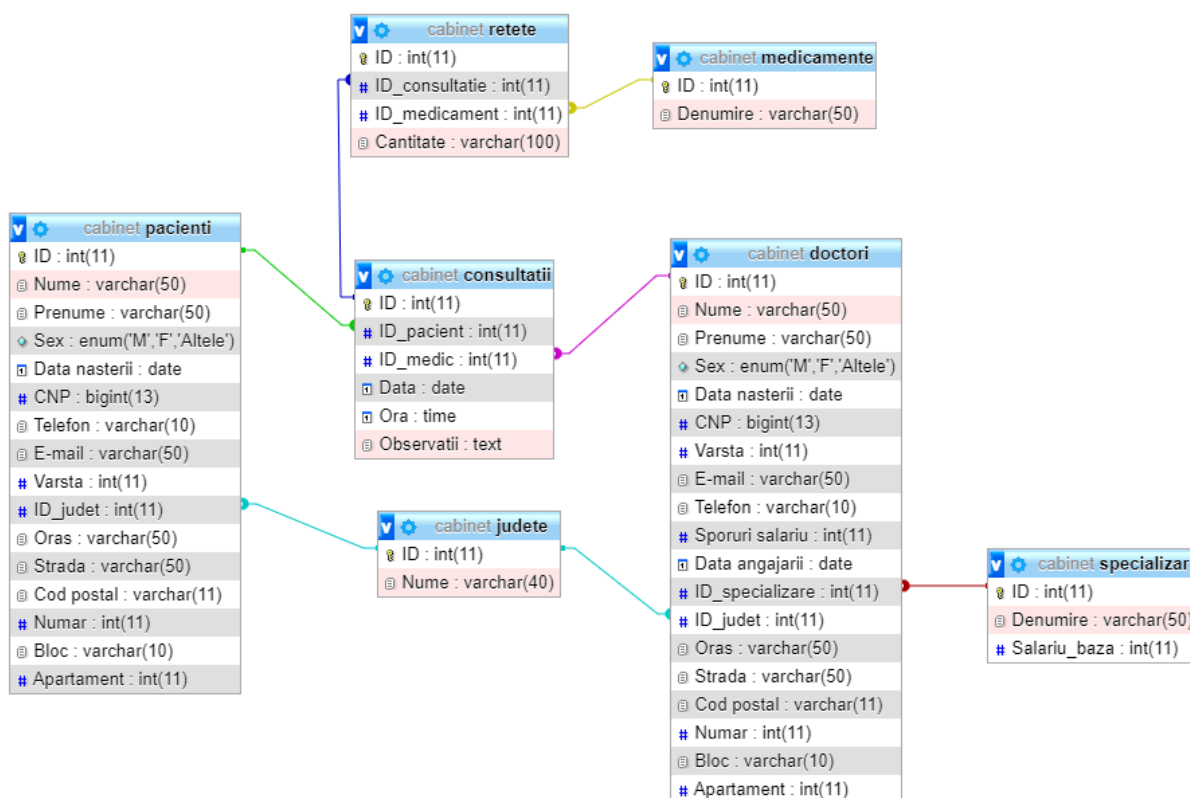 cabinet retete
ID : int(11)
ID_consultatie : int(11)
ID_medicament : int(11)
Cantitate : varchar(100)
cabinet medicamente
ID : int(11)
Denumire : varchar(50)
cabinet pacienti
ID : int(11)
Nume : varchar(50)
Prenume : varchar(50)
Sex : enum('M','F','Altele')
Data nasterii : date
CNP : bigint(13)
Telefon : varchar(10)
E-mail : varchar(50)
Varsta : int(11)
ID_judet : int(11)
Oras : varchar(50)
Strada : varchar(50)
Cod postal : varchar(11)
Numar : int(11)
Bloc : varchar(10)
Apartament : int(11)
cabinet consultatii
ID : int(11)
ID_pacient : int(11)
ID_medic : int(11)
Data : date
Ora : time
Observatii : text
cabinet judete
ID : int(11)
Nume : varchar(40)
cabinet doctori
ID : int(11)
Nume : varchar(50)
Prenume : varchar(50)
Sex : enum('M','F','Altele')
Data nasterii : date
CNP : bigint(13)
Varsta : int(11)
E-mail : varchar(50)
Telefon : varchar(10)
Sporuri salariu : int(11)
Data angajarii : date
ID_specializare : int(11)
ID_judet : int(11)
Oras : varchar(50)
Strada : varchar(50)
Cod postal : varchar(11)
Numar : int(11)
Bloc : varchar(10)
Apartament : int(11)
cabinet specializar
ID : int(11)
Denumire : varchar(50)
Salariu_baza : int(11)